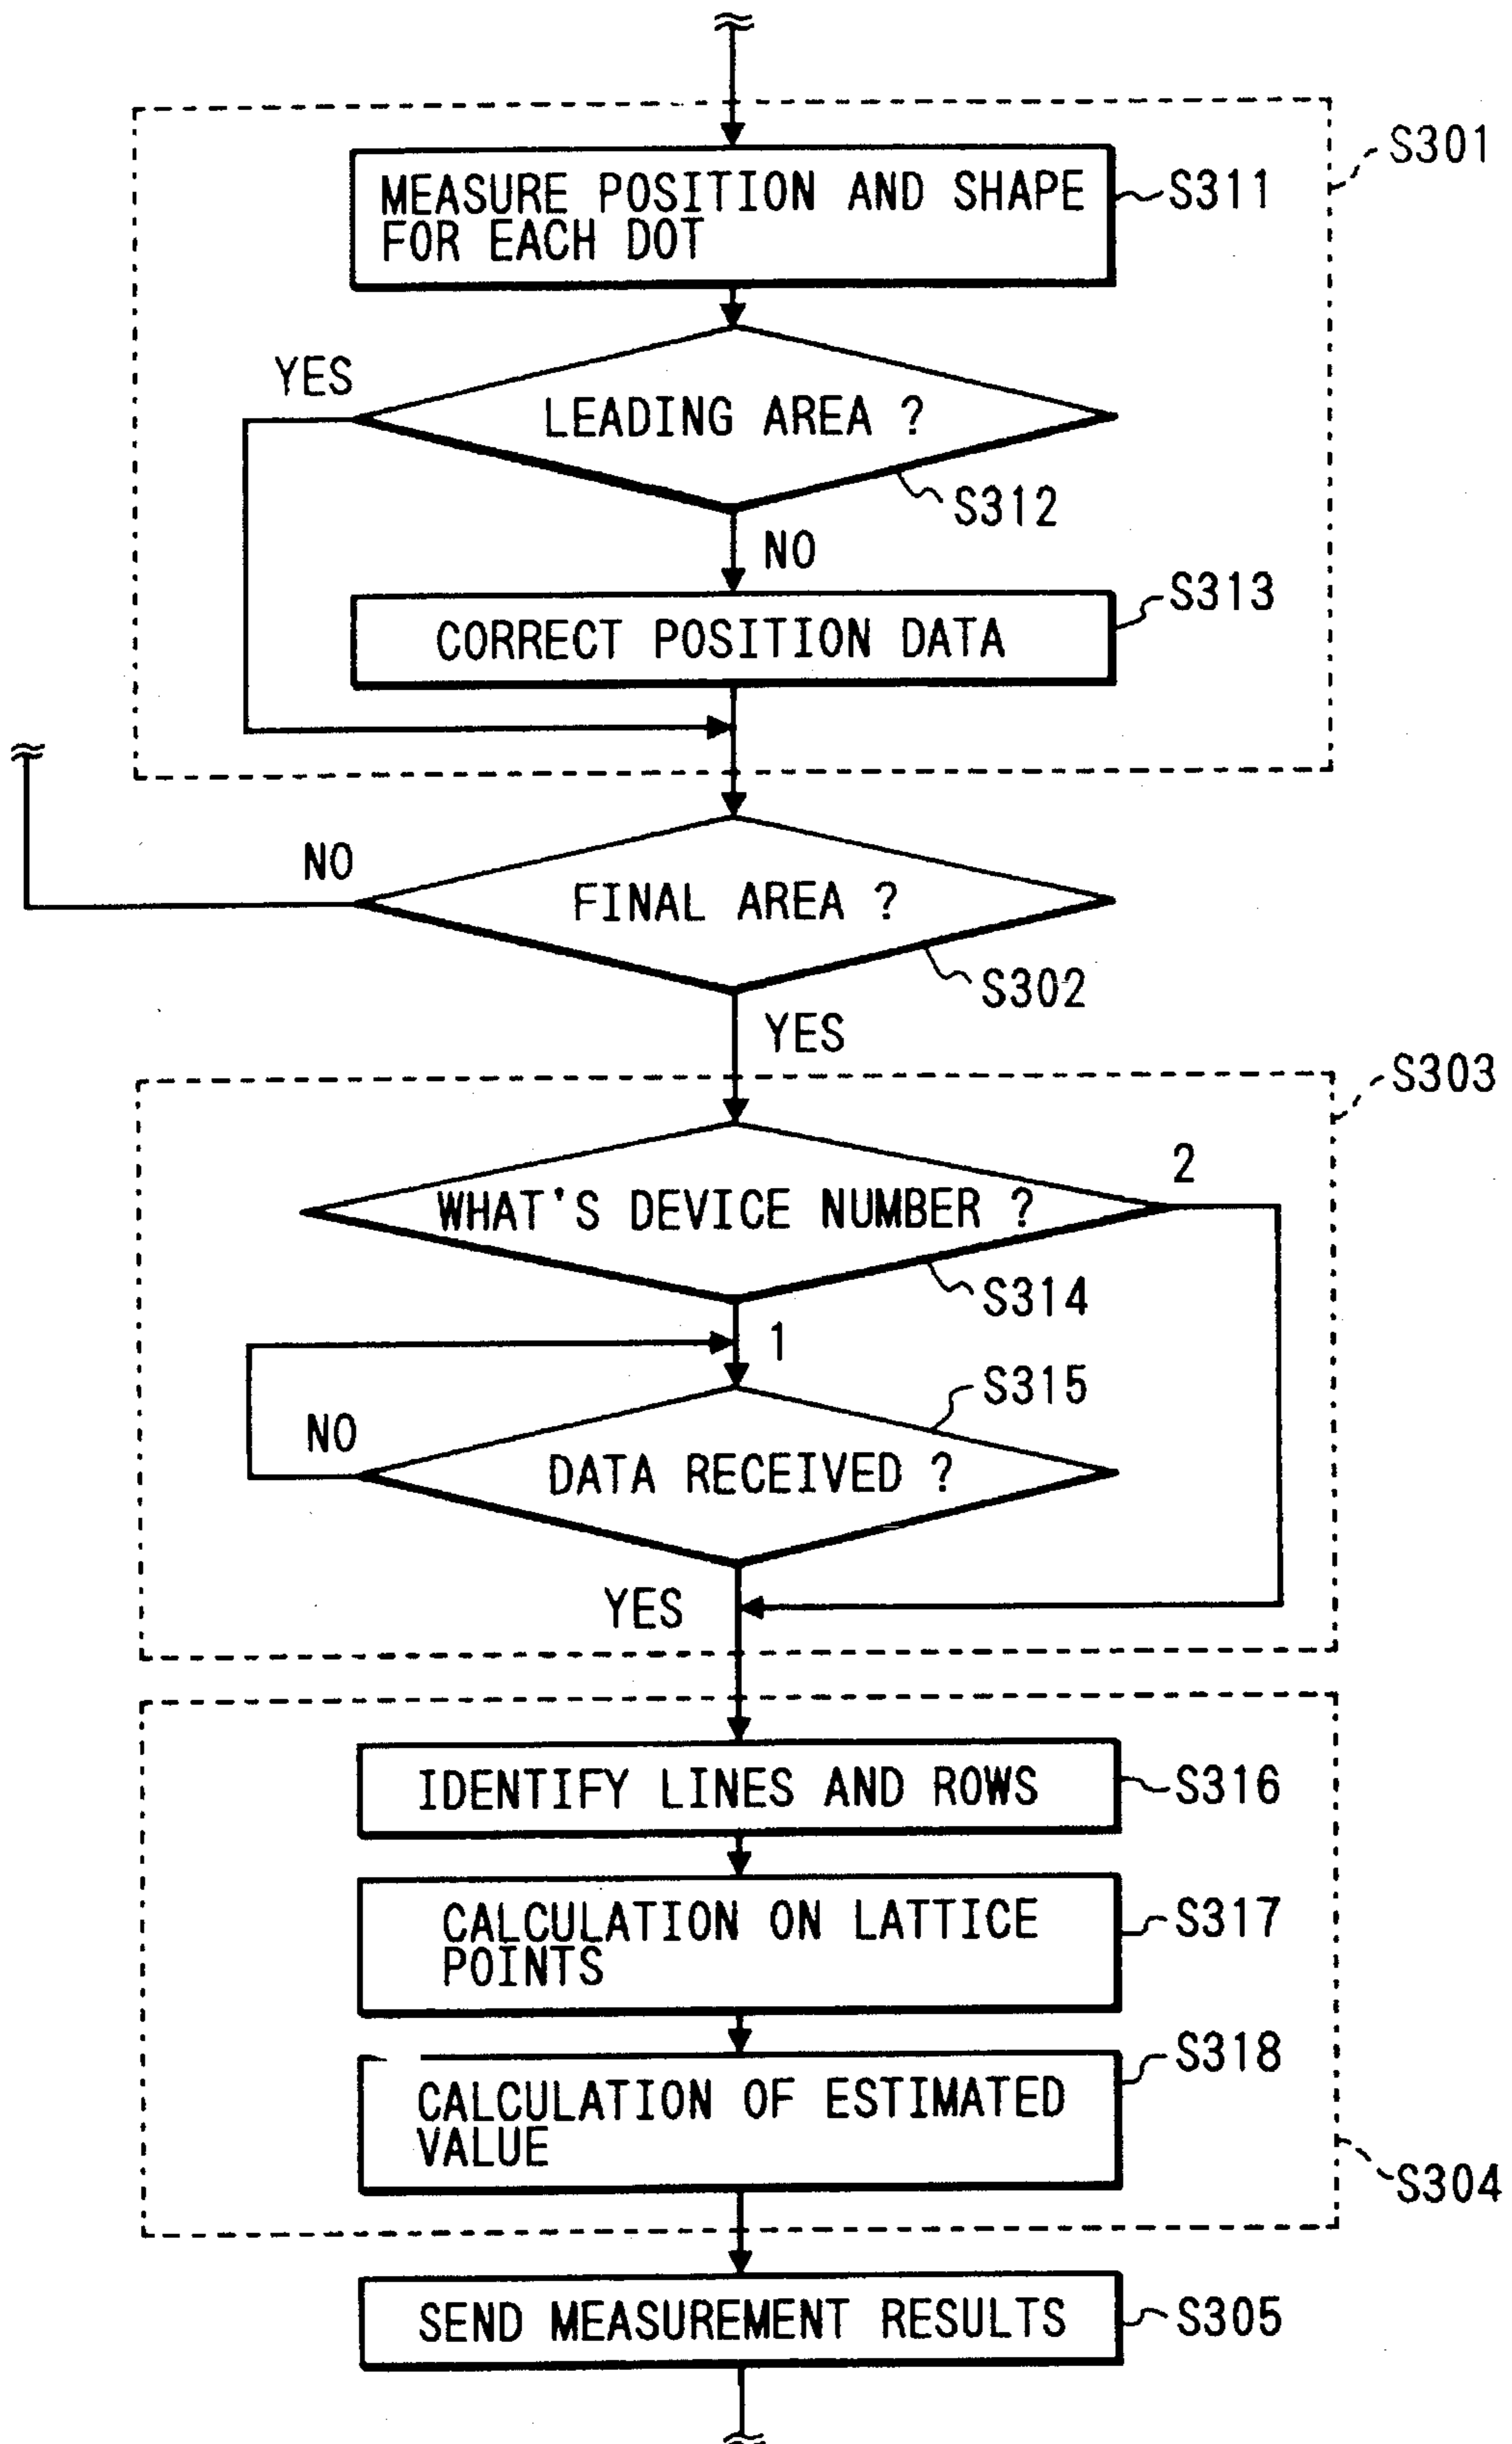 S301
MEASURE POSITION AND SHAPE
FOR EACH DOT
S311
YES
LEADING AREA ?
S312
NO
S313
CORRECT POSITION DATA
NO
FINAL AREA ?
S302
YES
S303
2
WHAT'S DEVICE NUMBER ?
S314
1
S315
NO
DATA RECEIVED ?
YES
IDENTIFY LINES AND ROWS
S316
CALCULATION ON LATTICE
POINTS
S317
S318
CALCULATION OF ESTIMATED
VALUE
S304
SEND MEASUREMENT RESULTS
S305